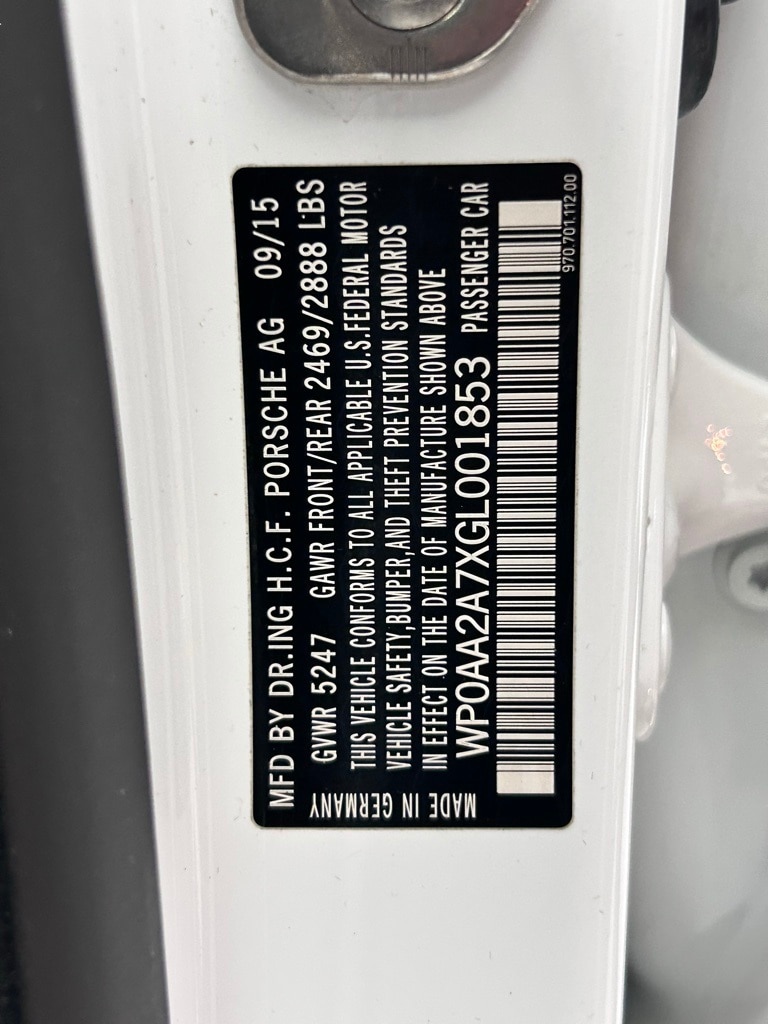 MFD BY DR.ING H.C.F. PORSCHE AG 09/15
GVWR 5247 GAWR FRONT/REAR 2469/2888 LBS
THIS VEHICLE CONFORMS TO ALL APPLICABLE U.S.FEDERAL MOTOR
VEHICLE SAFETY,BUMPER,AND THEFT PREVENTION STANDARDS
IN EFFECT ON THE DATE OF MANUFACTURE SHOWN ABOVE
WP0AA2A7XGL001853 PASSENGER CAR
970.701.112.00
MADE IN GERMANY